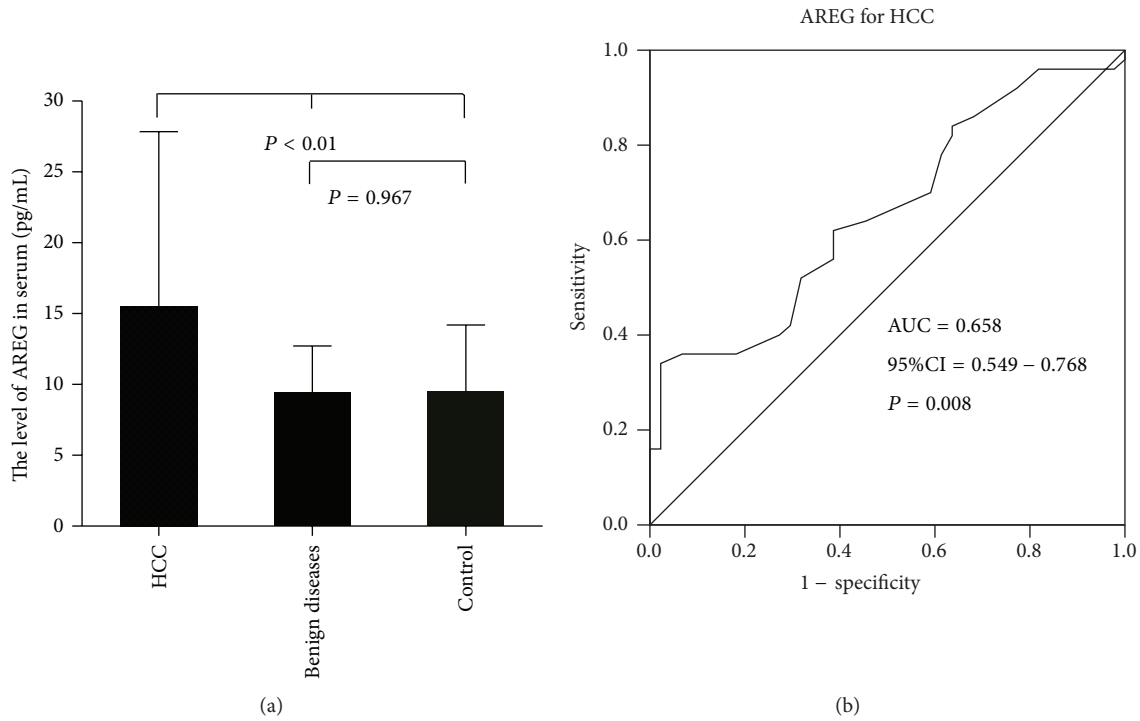 The level of AREG in serum (pg/mL)
30
25
20
15
10
5
0
P < 0.01
P = 0.967
HCC
Benign diseases
Control
(a)
AREG for HCC
Sensitivity
1.0
0.8
0.6
0.4
0.2
0.0
AUC = 0.658
95%CI = 0.549 – 0.768
P = 0.008
0.0 0.2 0.4 0.6 0.8 1.0
1 – specificity
(b)